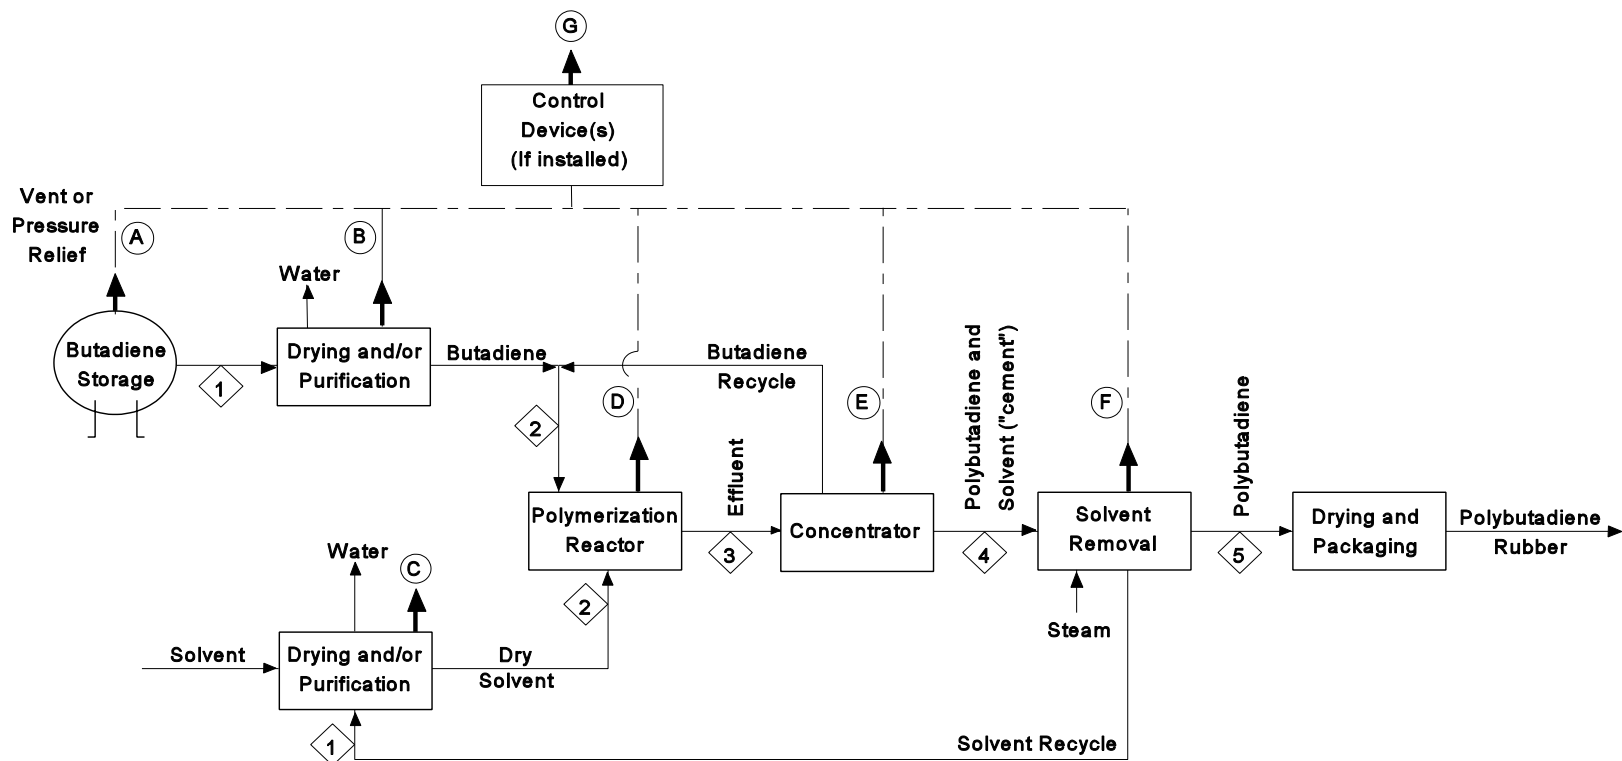 G
Control
Device(s)
(If installed)
Vent or
Pressure
Relief
A
B
Water
Butadiene
Storage
1
Drying and/or
Purification
Butadiene
Butadiene
Recycle
2
D
E
F
Effluent
Polybutadiene and
Solvent ("cement")
Polybutadiene
Polymerization
Reactor
3
Concentrator
4
Solvent
Removal
5
Drying and
Packaging
Polybutadiene
Rubber
Water
C
2
Steam
Solvent
Drying and/or
Purification
Dry
Solvent
1
Solvent Recycle